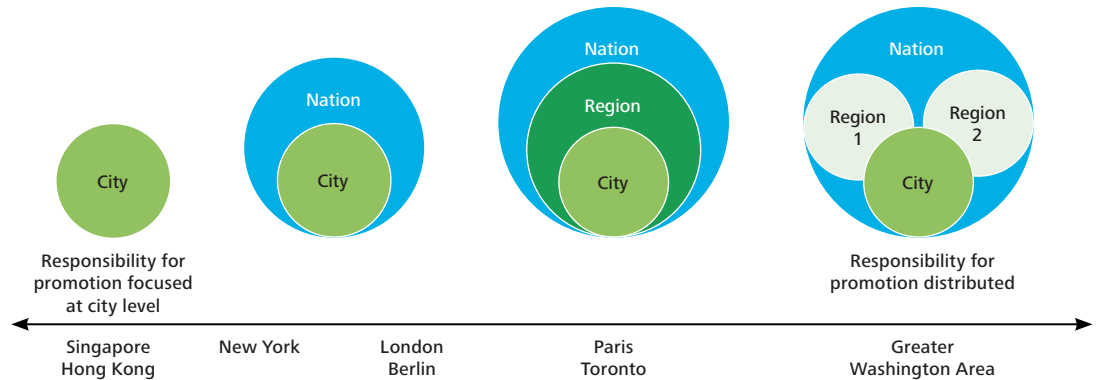 City
Nation
City
Nation
Region
City
Nation
Region
1
Region
2
City
Responsibility for
promotion focused
at city level
Responsibility for
promotion distributed
Singapore
Hong Kong
New York
London
Berlin
Paris
Toronto
Greater
Washington Area